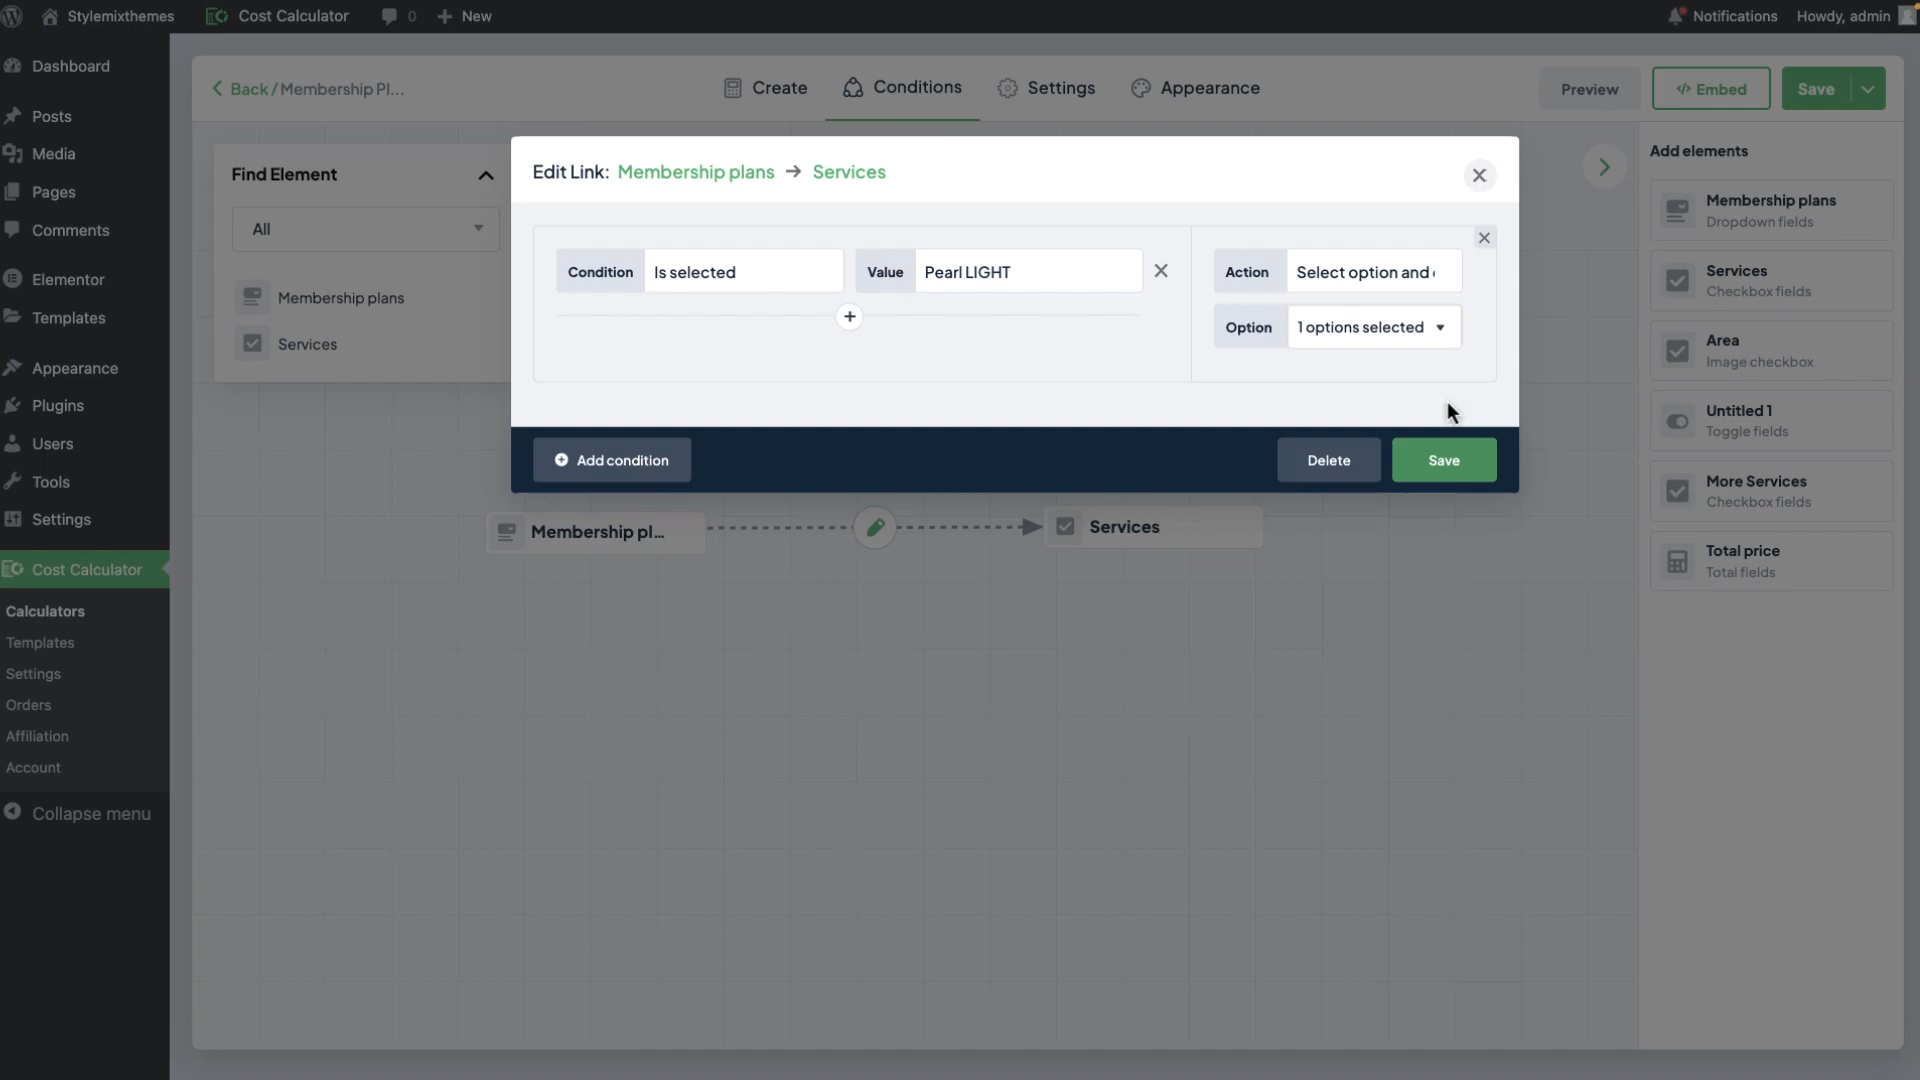 Stylemixthemes
Cost Calculator
0
New
Notifications
Howdy, admin
Dashboard
Posts
Media
Pages
Comments
Elementor
Templates
Appearance
Plugins
Users
Tools
Settings
Cost Calculator
Calculators
Templates
Settings
Orders
Affiliation
Account
Collapse menu
Back / Membership Pl...
Create
Conditions
Settings
Appearance
Preview
</> Embed
Save
Find Element
All
Membership plans
Services
Edit Link: Membership plans → Services
Condition
Is selected
Value
Pearl LIGHT
Action
Select option and
Option
1 options selected
Add condition
Delete
Save
Membership pl...
Services
Add elements
Membership plans
Dropdown fields
Services
Checkbox fields
Area
Image checkbox
Untitled 1
Toggle fields
More Services
Checkbox fields
Total price
Total fields